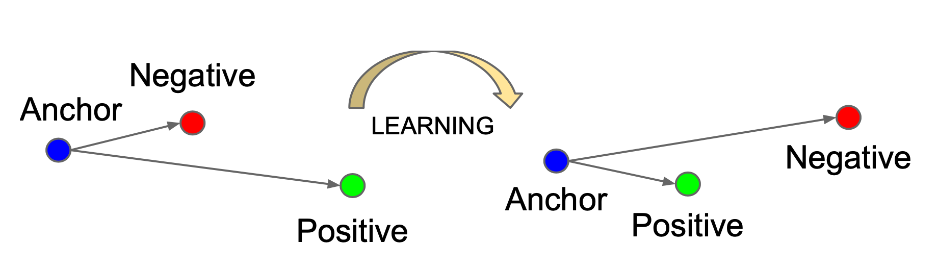 Negative
Anchor
LEARNING
Positive
Negative
Anchor
Positive